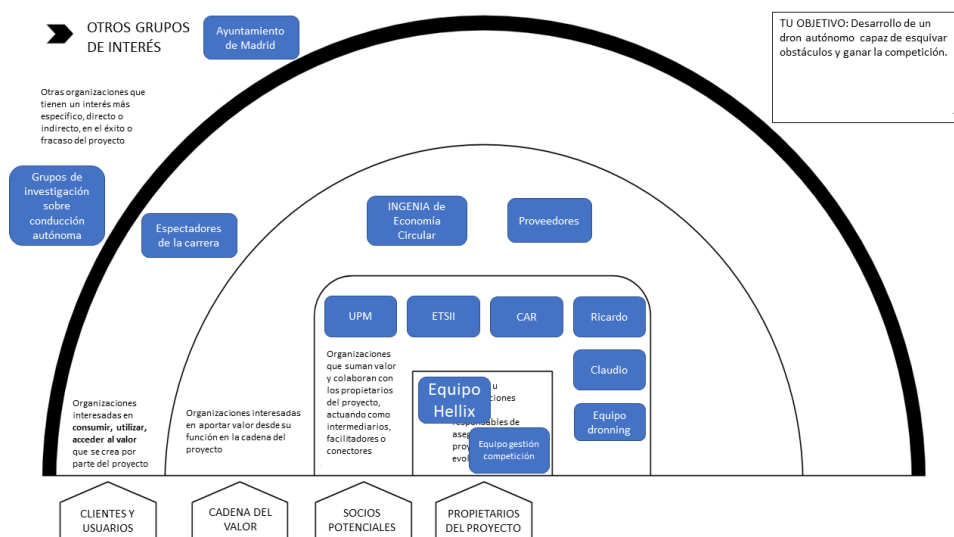 OTROS GRUPOS
DE INTERÉS
Ayuntamiento
de Madrid
TU OBJETIVO: Desarrollo de un
dron autónomo capaz de esquivar
obstáculos y ganar la competición.
Otras organizaciones que
tienen un interés más
específico, directo o
indirecto, en el éxito o
fracaso del proyecto
Grupos de
investigación
sobre
conducción
autónoma
Espectadores
de la carrera
INGENIA de
Economía
Circular
Proveedores
UPM
ETSII
CAR
Ricardo
Claudio
Equipo
dronning
Organizaciones
que suman valor
y colaboran con
los propietarios
del proyecto,
actuando como
intermediarios,
facilitadores o
conectores
Equipo
Hellix
u
ciones
responsables de
aseg
proy
evol
Equipo gestión
competición
Organizaciones
interesadas en
consumir, utilizar,
acceder al valor
que se crea por
parte del proyecto
Organizaciones interesadas
en aportar valor desde su
función en la cadena del
proyecto
CLIENTES Y
USUARIOS
CADENA DEL
VALOR
SOCIOS
POTENCIALES
PROPIETARIOS
DEL PROYECTO